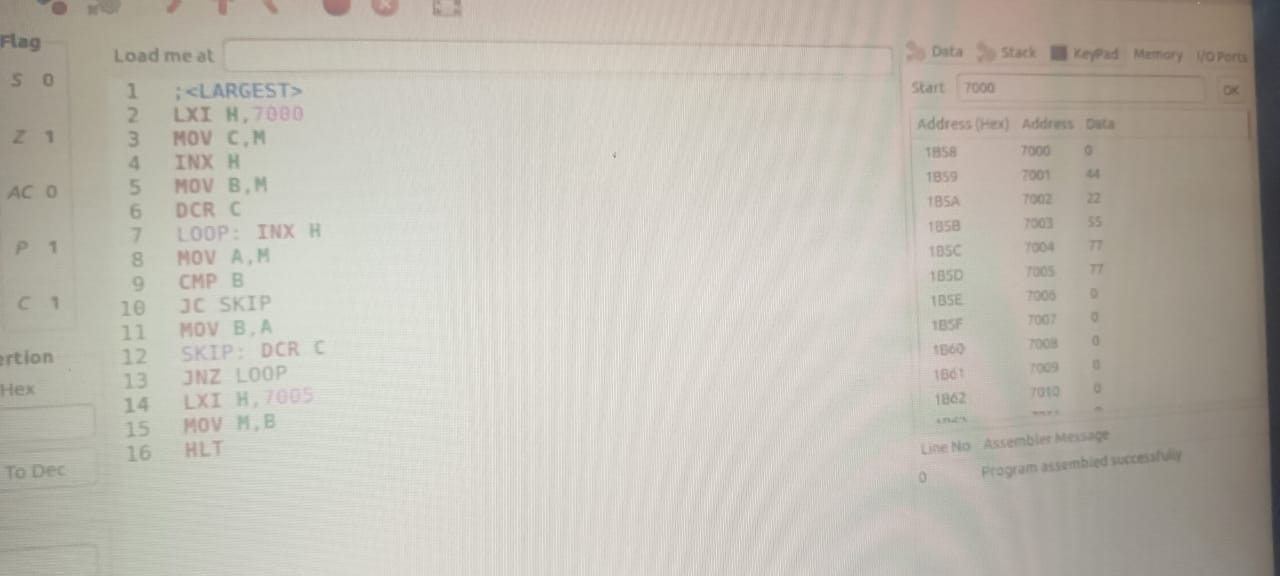 Flag
S 0
Z 1
AC 0
P 1
C 1
ertion
Hex
To Dec
Load me at
1 ;<LARGEST>
2 LXI H,7000
3 MOV C,M
4 INX H
5 MOV B,M
6 DCR C
7 LOOP: INX H
8 MOV A,M
9 CMP B
10 JC SKIP
11 MOV B,A
12 SKIP: DCR C
13 JNZ LOOP
14 LXI H,7005
15 MOV M,B
16 HLT
Data Stack KeyPad Memory I/O Ports
Start 7000 OK
Address (Hex) Address Data
1B58 7000 0
1B59 7001 44
1B5A 7002 22
1B5B 7003 55
1B5C 7004 77
1B5D 7005 77
1B5E 7006 0
1B5F 7007 0
1B60 7008 0
1B61 7009 0
1B62 7010 0
Line No Assembler Message
0 Program assembled successfully